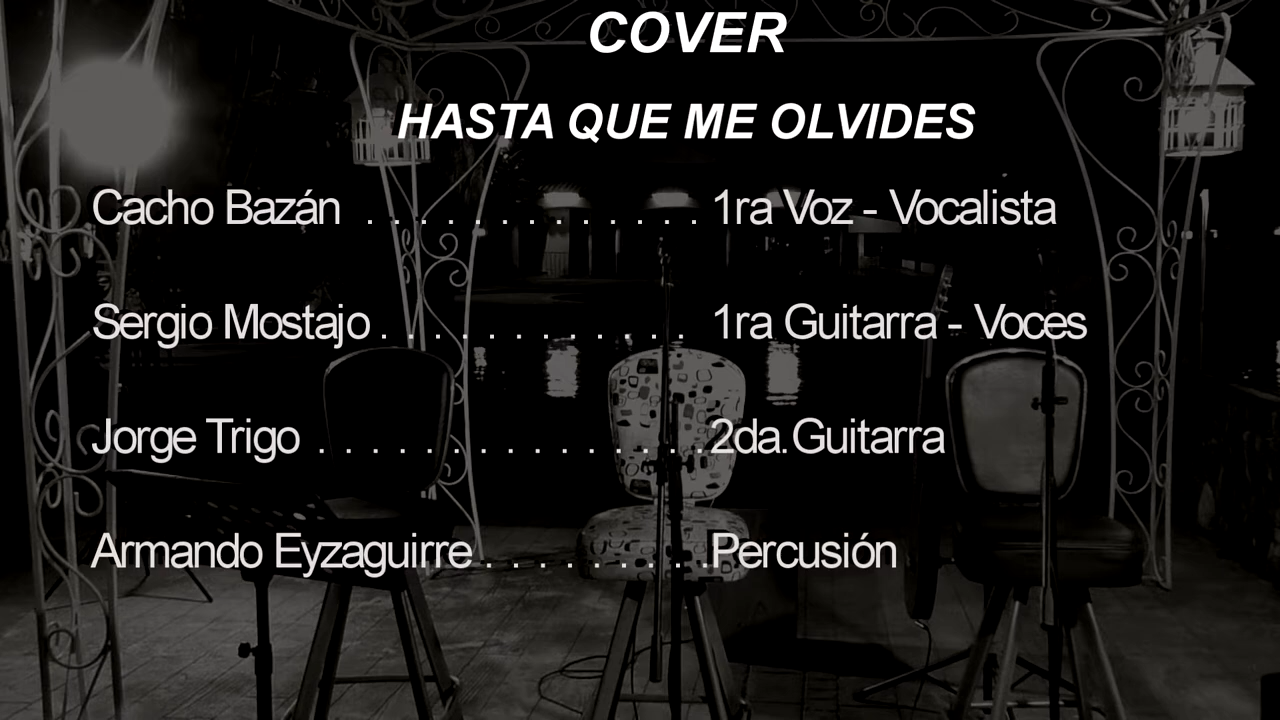 COVER
HASTA QUE ME OLVIDES
Cacho Bazán . . . . . . . . . . . . . 1ra Voz - Vocalista
Sergio Mostajo . . . . . . . . . . . . 1ra Guitarra - Voces
Jorge Trigo . . . . . . . . . . . . . . . 2da.Guitarra
Armando Eyzaguirre . . . . . . . . . Percusión